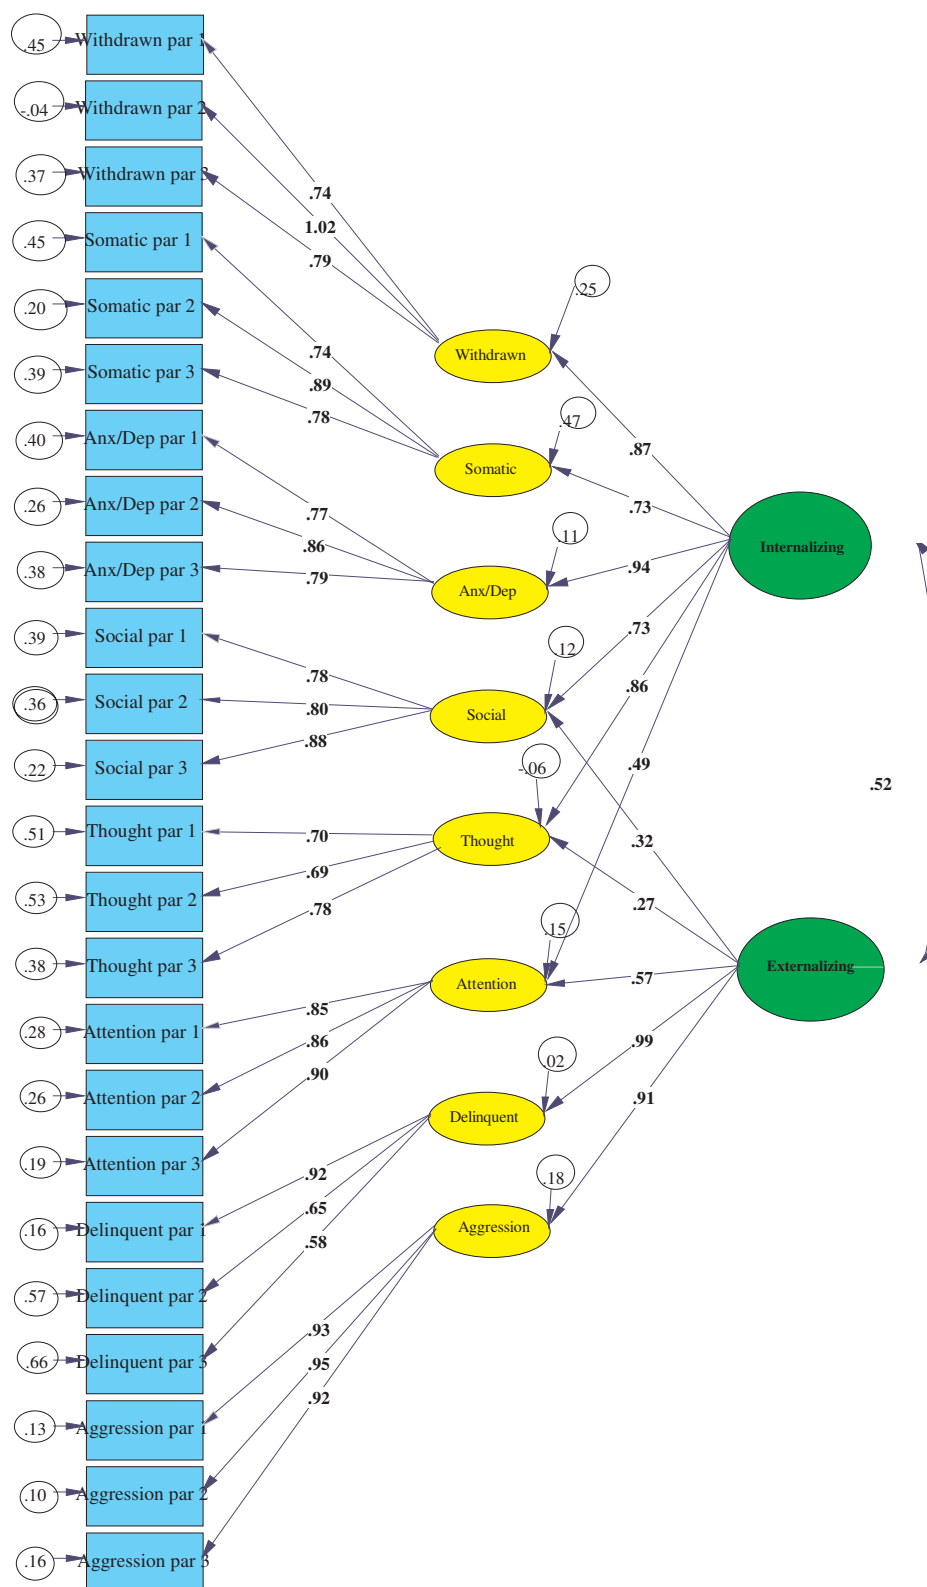 .45 Withdrawn par 1
-.04 Withdrawn par 2
.37 Withdrawn par 3
.45 Somatic par 1
.20 Somatic par 2
.39 Somatic par 3
.40 Anx/Dep par 1
.26 Anx/Dep par 2
.38 Anx/Dep par 3
.39 Social par 1
.36 Social par 2
.22 Social par 3
.51 Thought par 1
.53 Thought par 2
.38 Thought par 3
.28 Attention par 1
.26 Attention par 2
.19 Attention par 3
.16 Delinquent par 1
.57 Delinquent par 2
.66 Delinquent par 3
.13 Aggression par 1
.10 Aggression par 2
.16 Aggression par 3
.74
1.02
.79
.74
.89
.78
.77
.86
.79
.78
.80
.88
.70
.69
.78
.85
.86
.90
.92
.65
.58
.93
.95
.92
.25
Withdrawn
.47
Somatic
.11
Anx/Dep
.12
Social
-.06
Thought
.15
Attention
.02
Delinquent
.18
Aggression
.87
.73
.94
.73
.86
.49
.32
.27
.57
.99
.91
Internalizing
.52
Externalizing